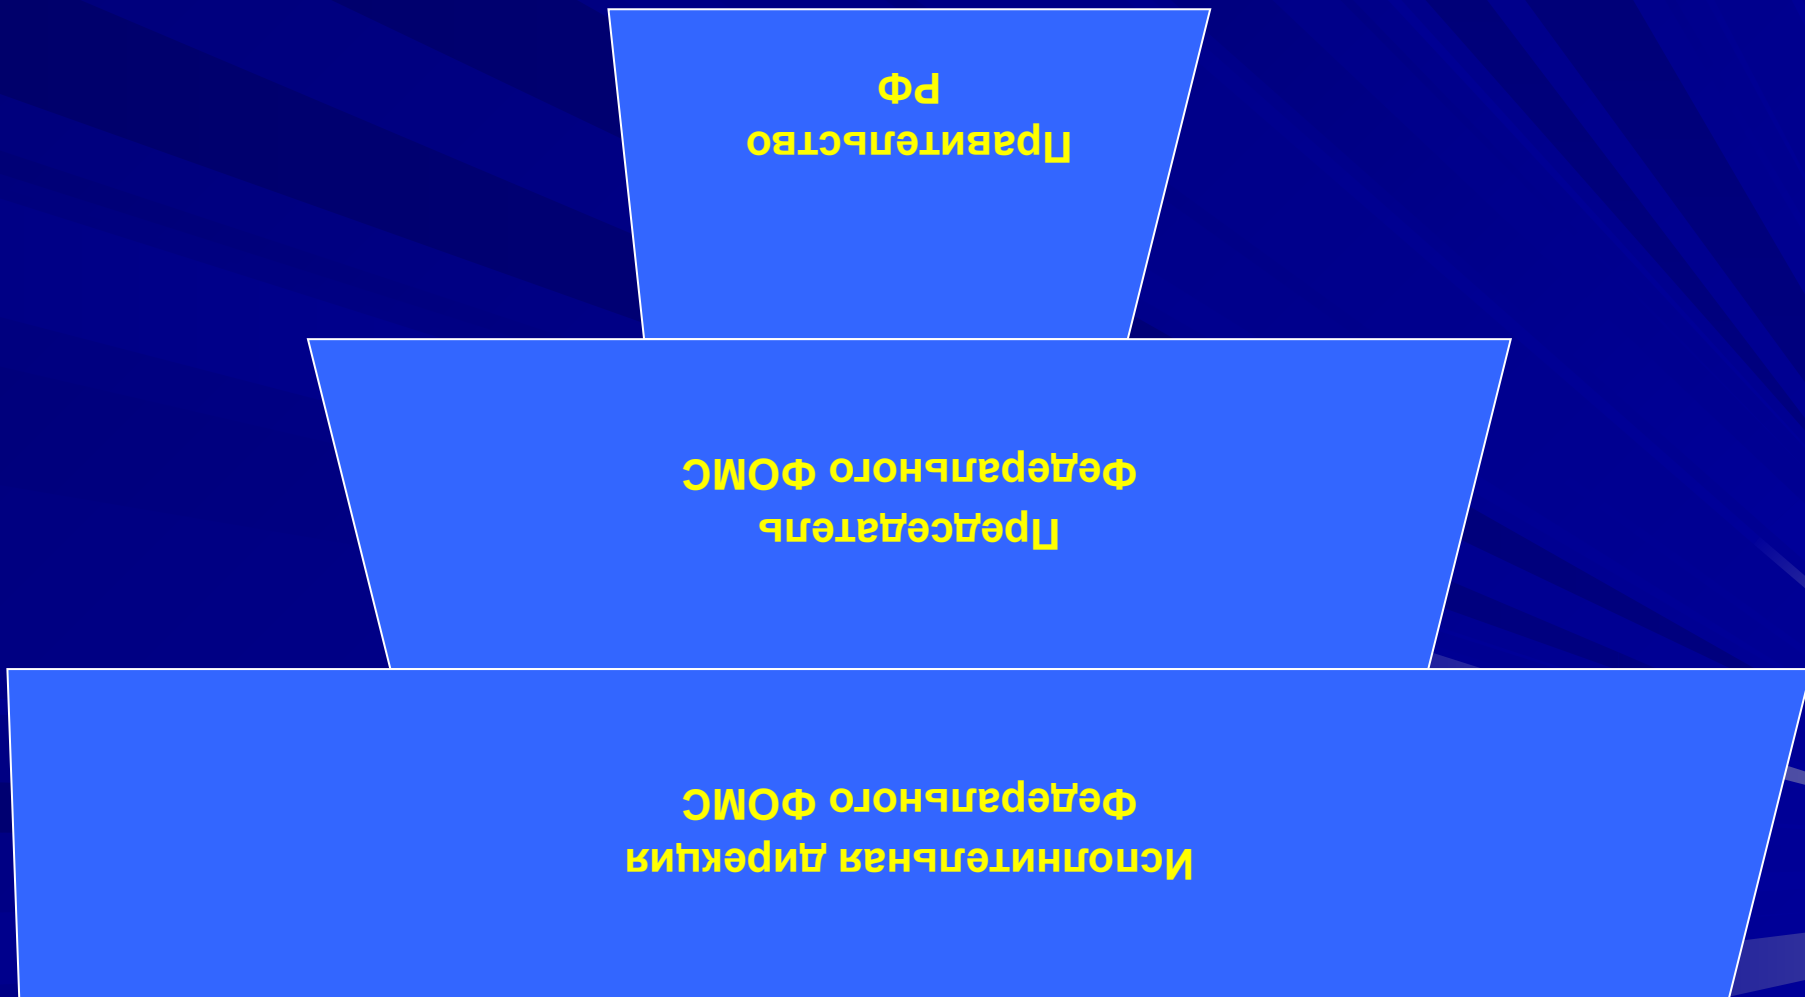 Правительство
РФ
Председатель
Федерального ФОМС
Исполнительная дирекция
Федерального ФОМС